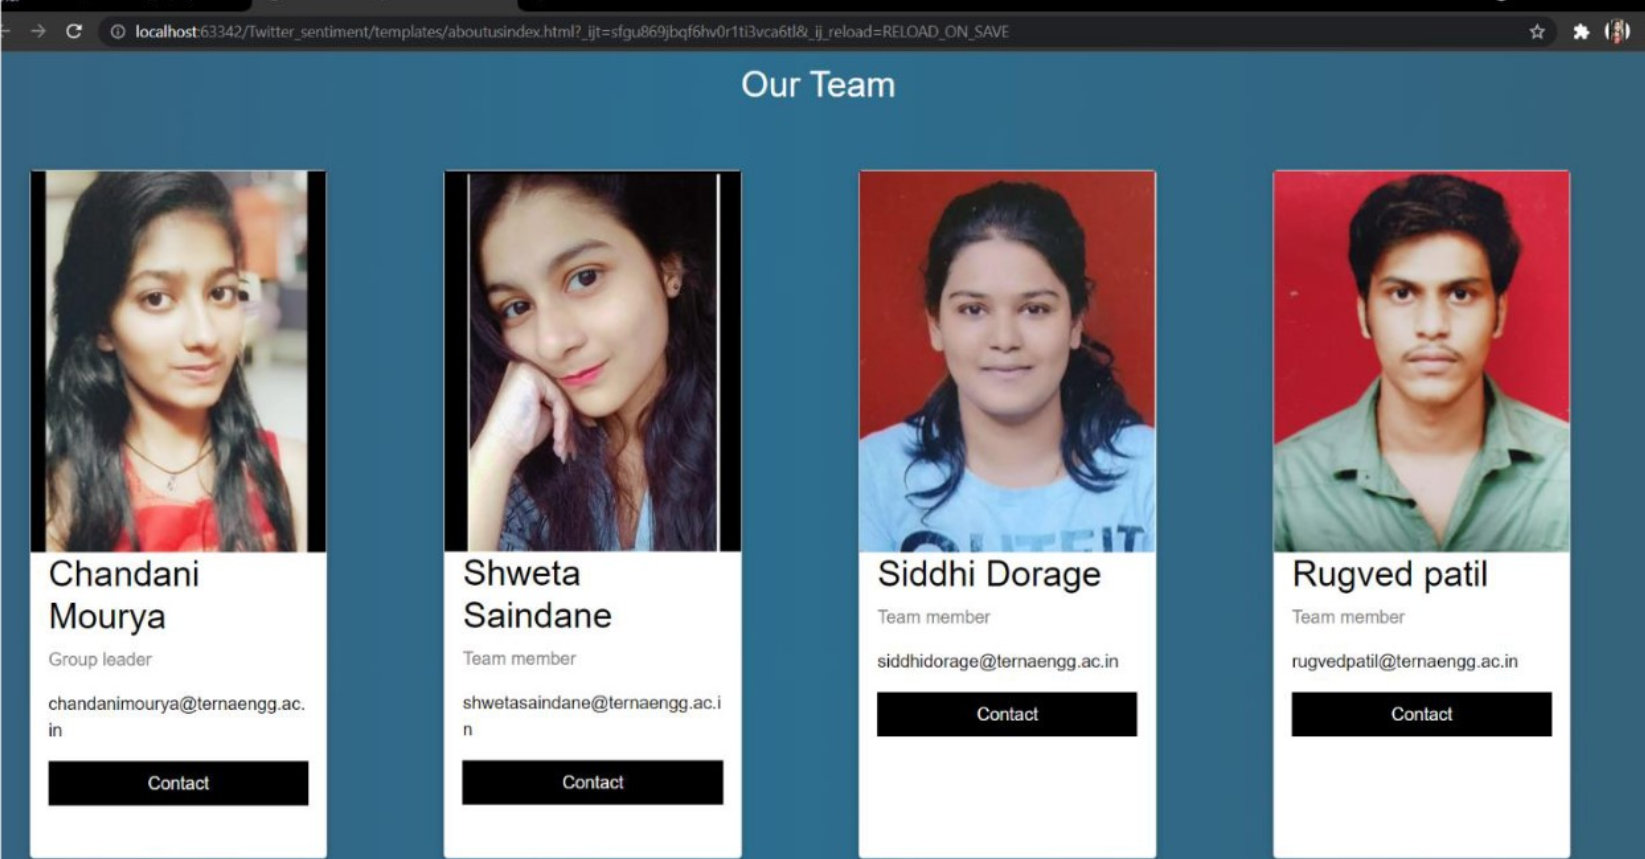 localhost:63342/Twitter_sentiment/templates/aboutusindex.html?_ijt=sfgu869jbqf6hv0r1ti3vca6tl&_ij_reload=RELOAD_ON_SAVE
Our Team
OUTFIT
Chandani
Mourya
Group leader
chandanimourya@ternaengg.ac.
in
Contact
Shweta
Saindane
Team member
shwetasaindane@ternaengg.ac.i
n
Contact
Siddhi Dorage
Team member
siddhidorage@ternaengg.ac.in
Contact
Rugved patil
Team member
rugvedpatil@ternaengg.ac.in
Contact